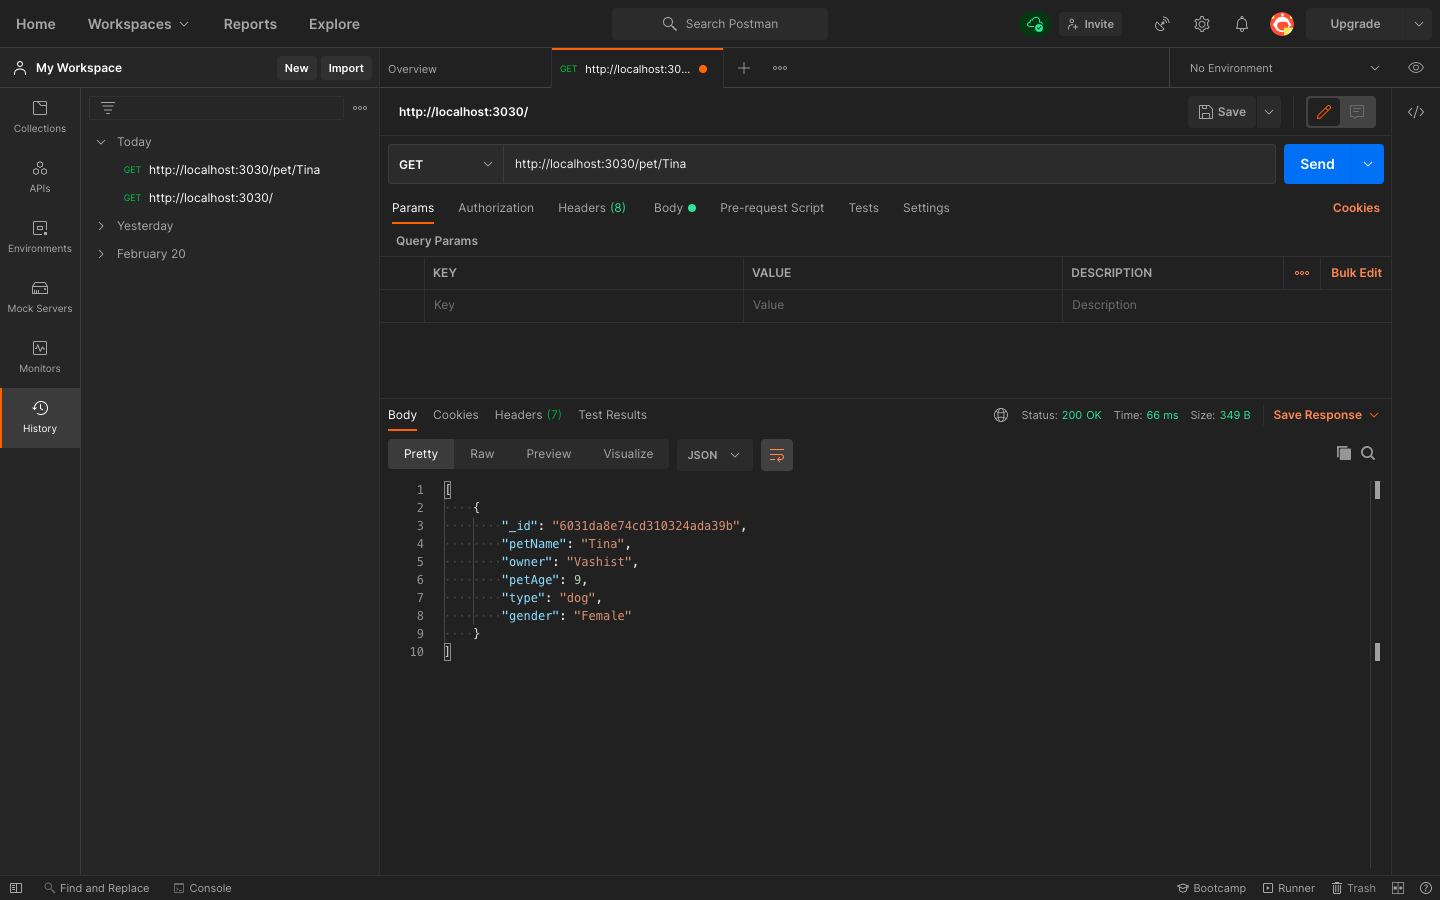 Home Workspaces Reports Explore Search Postman Invite Upgrade
My Workspace New Import Overview GET http://localhost:30... No Environment
Collections
APIs
Environments
Mock Servers
Monitors
History
Today
GET http://localhost:3030/pet/Tina
GET http://localhost:3030/
Yesterday
February 20
http://localhost:3030/ Save
GET http://localhost:3030/pet/Tina Send
Params Authorization Headers (8) Body Pre-request Script Tests Settings Cookies
Query Params
KEY VALUE DESCRIPTION Bulk Edit
Key Value Description
Body Cookies Headers (7) Test Results Status: 200 OK Time: 66 ms Size: 349 B Save Response
Pretty Raw Preview Visualize JSON
1 [
2 {
3 "_id": "6031da8e74cd310324ada39b",
4 "petName": "Tina",
5 "owner": "Vashist",
6 "petAge": 9,
7 "type": "dog",
8 "gender": "Female"
9 }
10 ]
Find and Replace Console Bootcamp Runner Trash